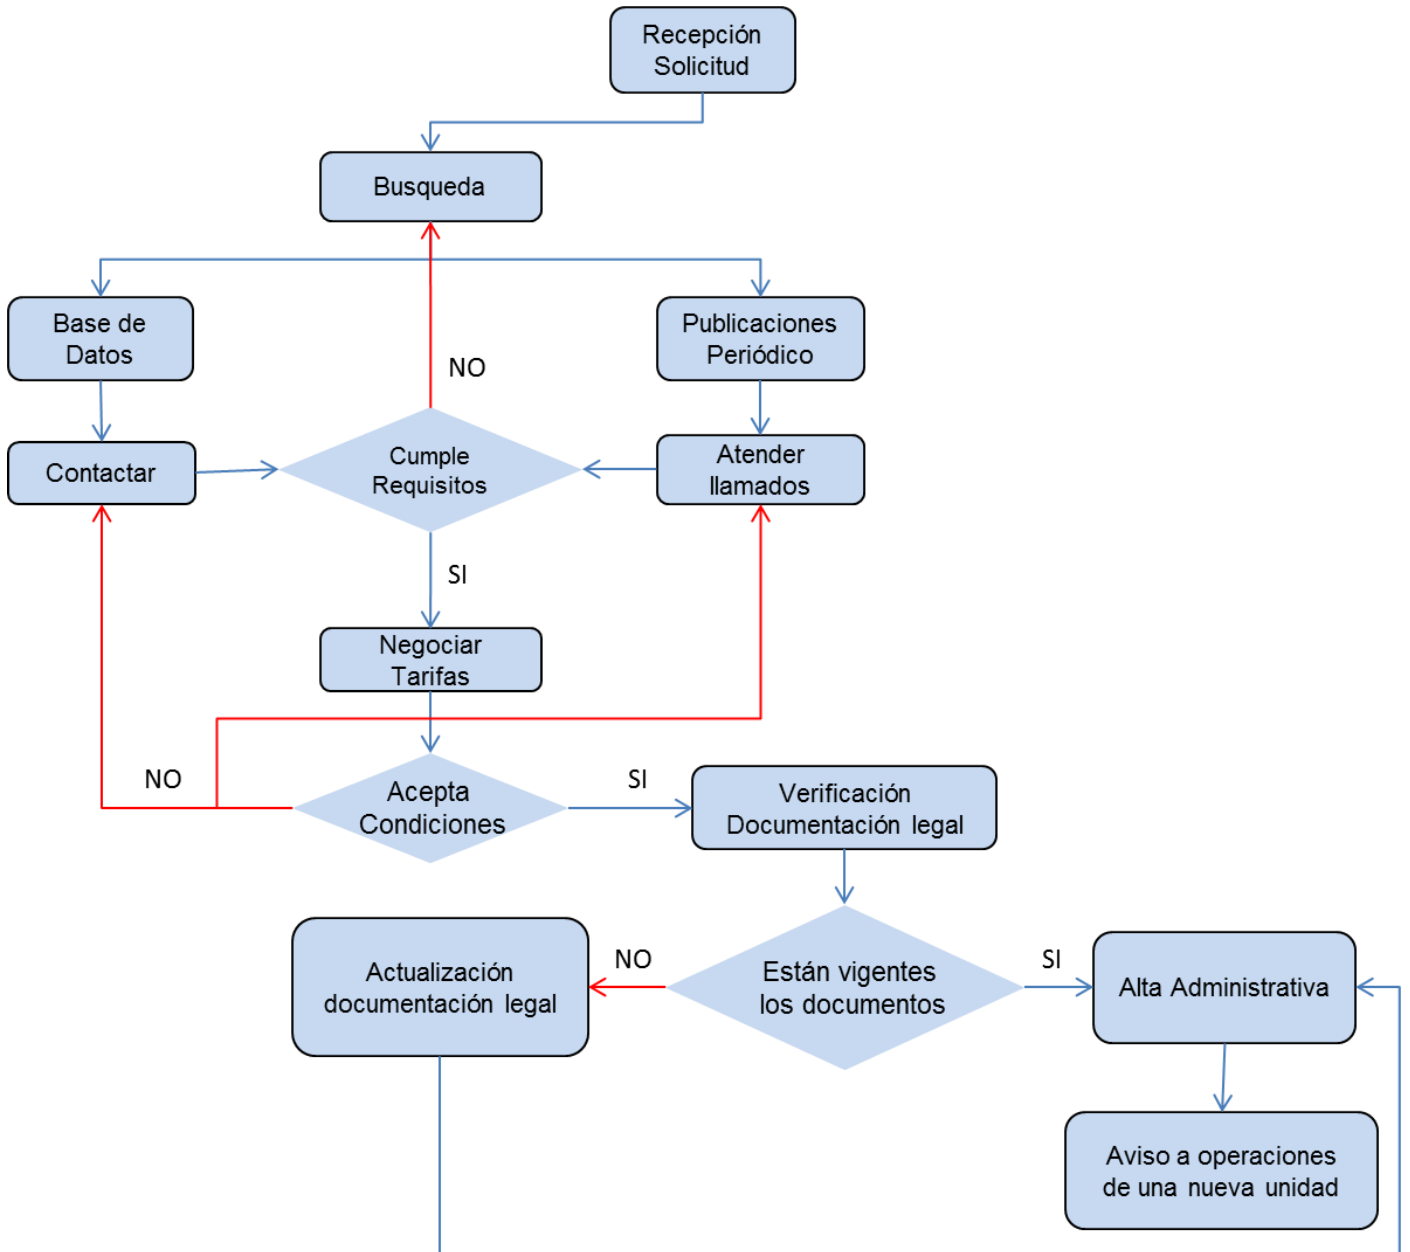 Recepción
Solicitud
Busqueda
Base de
Datos
Publicaciones
Periódico
NO
Contactar
Cumple
Requisitos
Atender
llamados
SI
Negociar
Tarifas
NO
Acepta
Condiciones
SI
Verificación
Documentación legal
Actualización
documentación legal
NO
Están vigentes
los documentos
SI
Alta Administrativa
Aviso a operaciones
de una nueva unidad